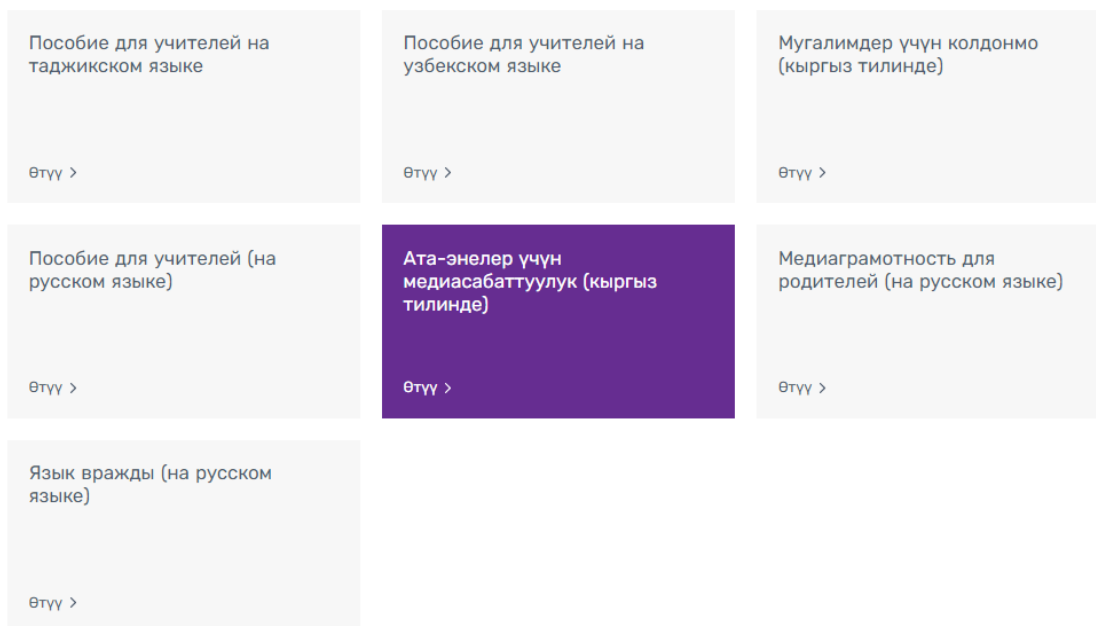 Пособие для учителей на
таджикском языке
Өтүү >
Пособие для учителей на
узбекском языке
Өтүү >
Мугалимдер үчүн колдонмо
(кыргыз тилинде)
Өтүү >
Пособие для учителей (на
русском языке)
Өтүү >
Ата-энелер үчүн
медиасабаттуулук (кыргыз
тилинде)
Өтүү >
Медиаграмотность для
родителей (на русском языке)
Өтүү >
Язык вражды (на русском
языке)
Өтүү >